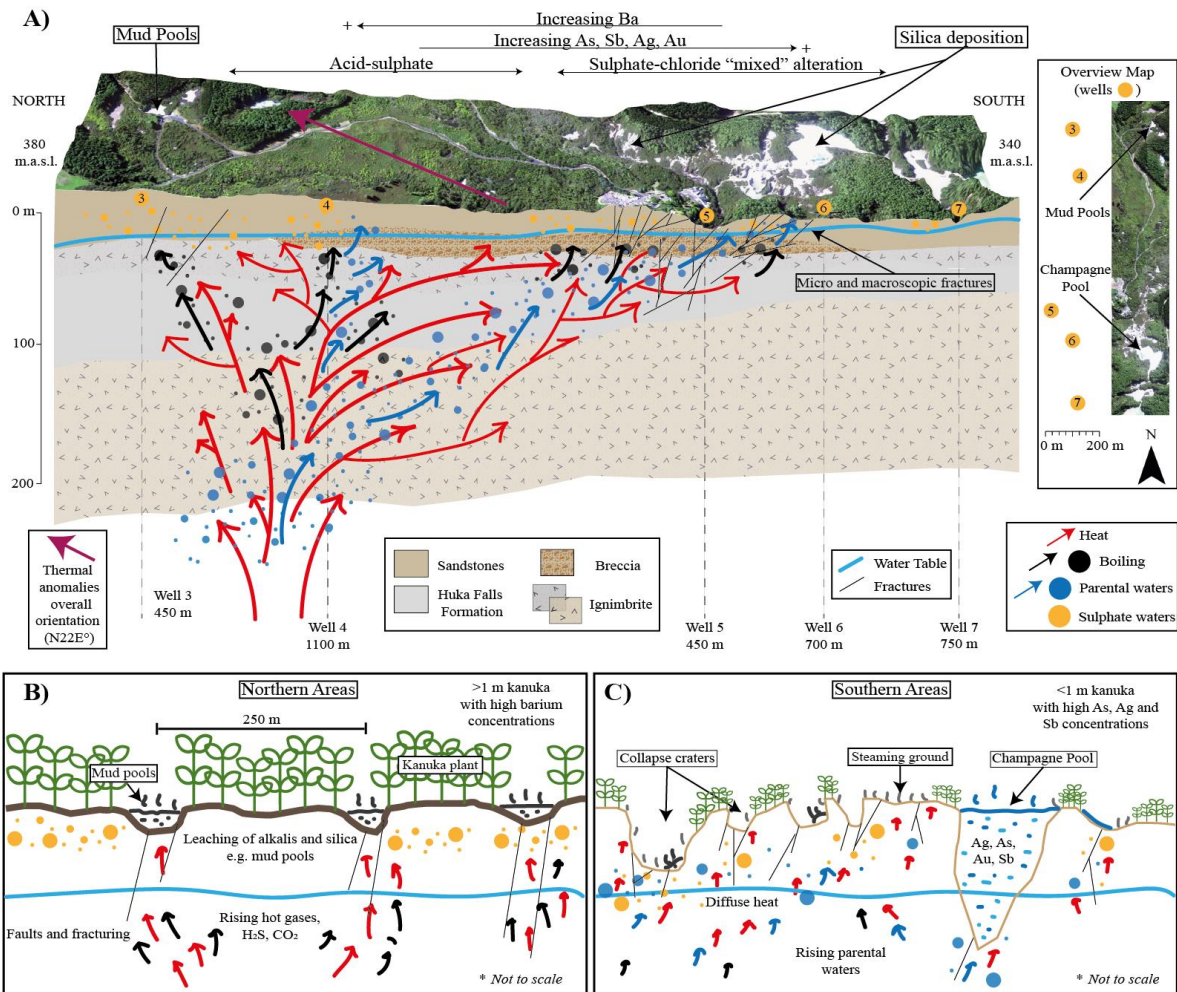 A)
Increasing Ba
+
Increasing As, Sb, Ag, Au
+
Mud Pools
Silica deposition
Acid-sulphate
Sulphate-chloride “mixed” alteration
NORTH
SOUTH
380
m.a.s.l.
340
m.a.s.l.
0 m
3
4
5
6
7
Micro and macroscopic fractures
100
200
Thermal
anomalies
overall
orientation
(N22E°)
Well 3
450 m
Well 4
1100 m
Well 5
450 m
Well 6
700 m
Well 7
750 m
Sandstones
Breccia
Huka Falls
Formation
Ignimbrite
Water Table
Fractures
Overview Map
(wells )
3
4
Mud Pools
Champagne
Pool
5
6
7
0 m 200 m
N
Heat
Boiling
Parental waters
Sulphate waters
B)
Northern Areas
>1 m kanuka
with high barium
concentrations
250 m
Mud pools
Kanuka plant
Leaching of alkalis and silica
e.g. mud pools
Faults and fracturing
Rising hot gases,
H₂S, CO₂
* Not to scale
C)
Southern Areas
<1 m kanuka
with high As, Ag and
Sb concentrations
Collapse craters
Steaming ground
Champagne Pool
Ag, As,
Au, Sb
Diffuse heat
Rising parental
waters
* Not to scale